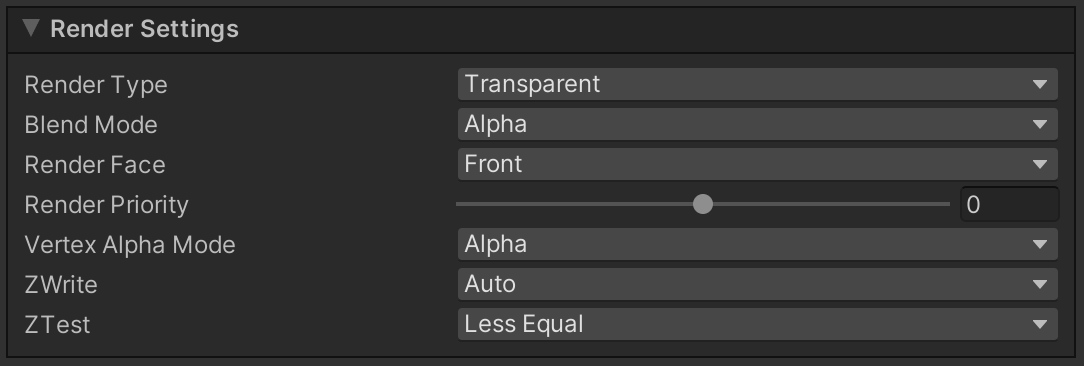 Render Settings
Render Type Transparent
Blend Mode Alpha
Render Face Front
Render Priority 0
Vertex Alpha Mode Alpha
ZWrite Auto
ZTest Less Equal